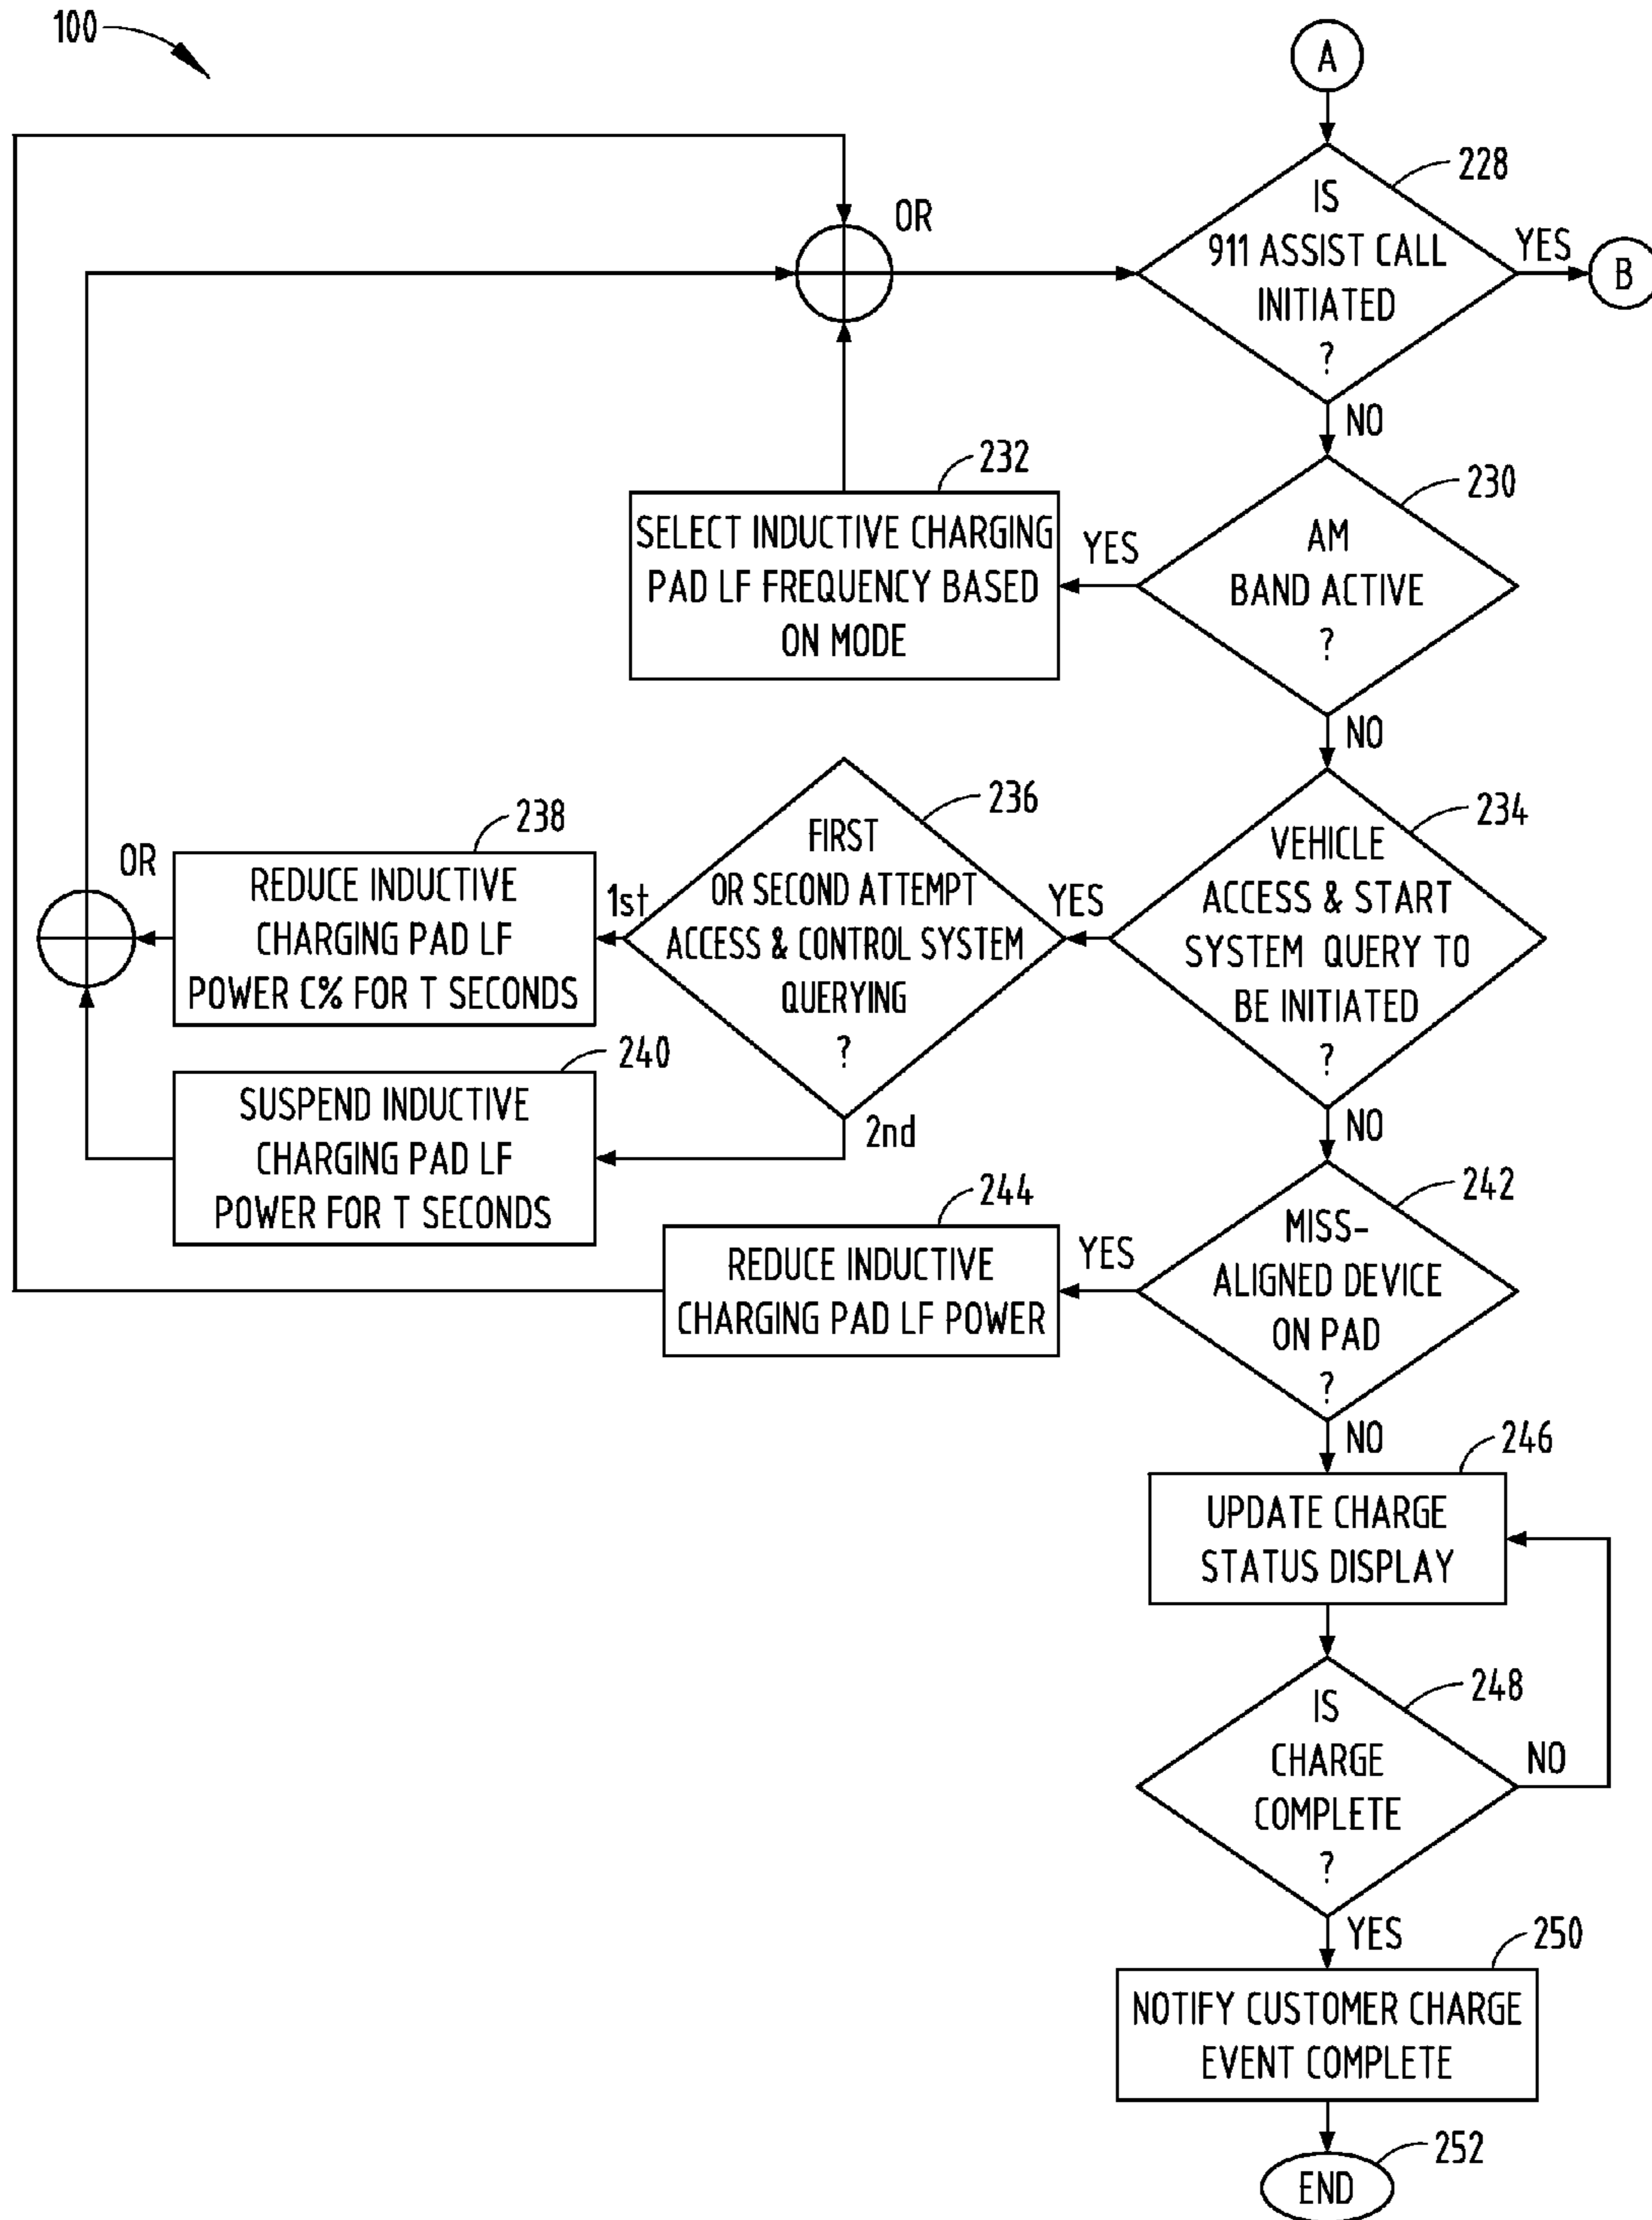 100
A
228
IS
911 ASSIST CALL
INITIATED
?
YES
B
OR
NO
232
230
SELECT INDUCTIVE CHARGING
PAD LF FREQUENCY BASED
ON MODE
YES
AM
BAND ACTIVE
?
NO
236
FIRST
OR SECOND ATTEMPT
ACCESS & CONTROL SYSTEM
QUERYING
?
YES
234
VEHICLE
ACCESS & START
SYSTEM QUERY TO
BE INITIATED
?
238
OR
REDUCE INDUCTIVE
CHARGING PAD LF
POWER C% FOR T SECONDS
1st
240
SUSPEND INDUCTIVE
CHARGING PAD LF
POWER FOR T SECONDS
2nd
NO
244
REDUCE INDUCTIVE
CHARGING PAD LF POWER
YES
242
MISS-
ALIGNED DEVICE
ON PAD
?
NO
246
UPDATE CHARGE
STATUS DISPLAY
248
IS
CHARGE
COMPLETE
?
NO
YES
250
NOTIFY CUSTOMER CHARGE
EVENT COMPLETE
252
END